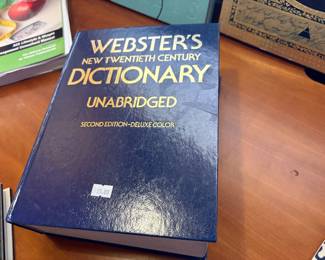 WEBSTER'S
NEW TWENTIETH CENTURY
DICTIONARY
UNABRIDGED
SECOND EDITION-DELUXE COLOR